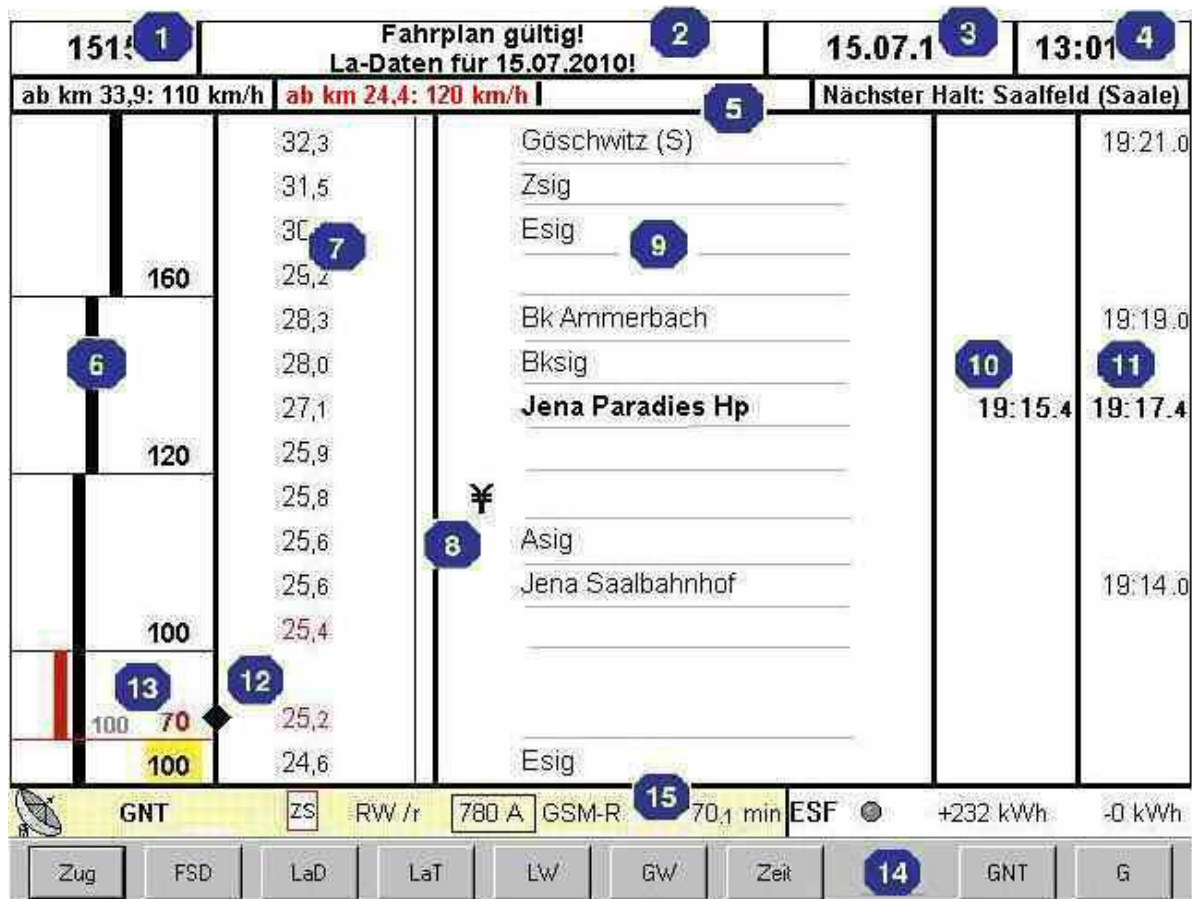 1 Fahrplan gültig! 2 3 4
La-Daten für 15.07.2010! 13:01
ab km 33,9: 110 km/h ab km 24,4: 120 km/h 5 Nächster Halt: Saalfeld (Saale)
32,3 Göschwitz (S) 19:21.0
31,5 Zsig
7 Esig 9
160 29,2
28,3 Bk Ammerbach 19:19.0
6 28,0 Bksig 10 11
27,1 Jena Paradies Hp 19:15.4 19:17.4
120 25,9
25,8 ¥
8 25,6 Asig
25,6 Jena Saalbahnhof 19:14.0
100 25,4
13 12
100 70 25,2
100 24,6 Esig
GNT ZS RW /r 780 A GSM-R 15 min ESF +232 kWh -0 kWh
Zug FSD LaD LaT LW GW Zeit 14 GNT G